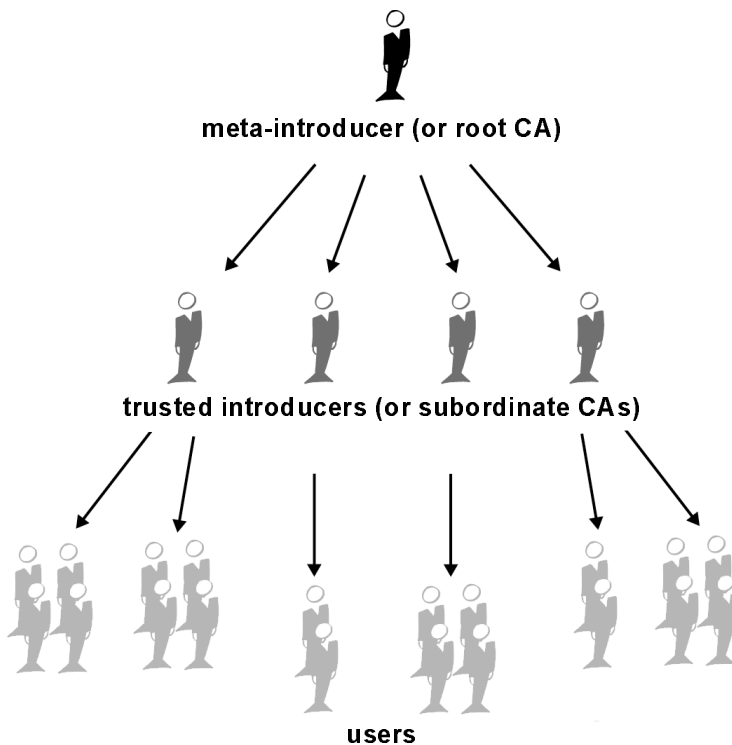 meta-introducer (or root CA)
trusted introducers (or subordinate CAs)
users